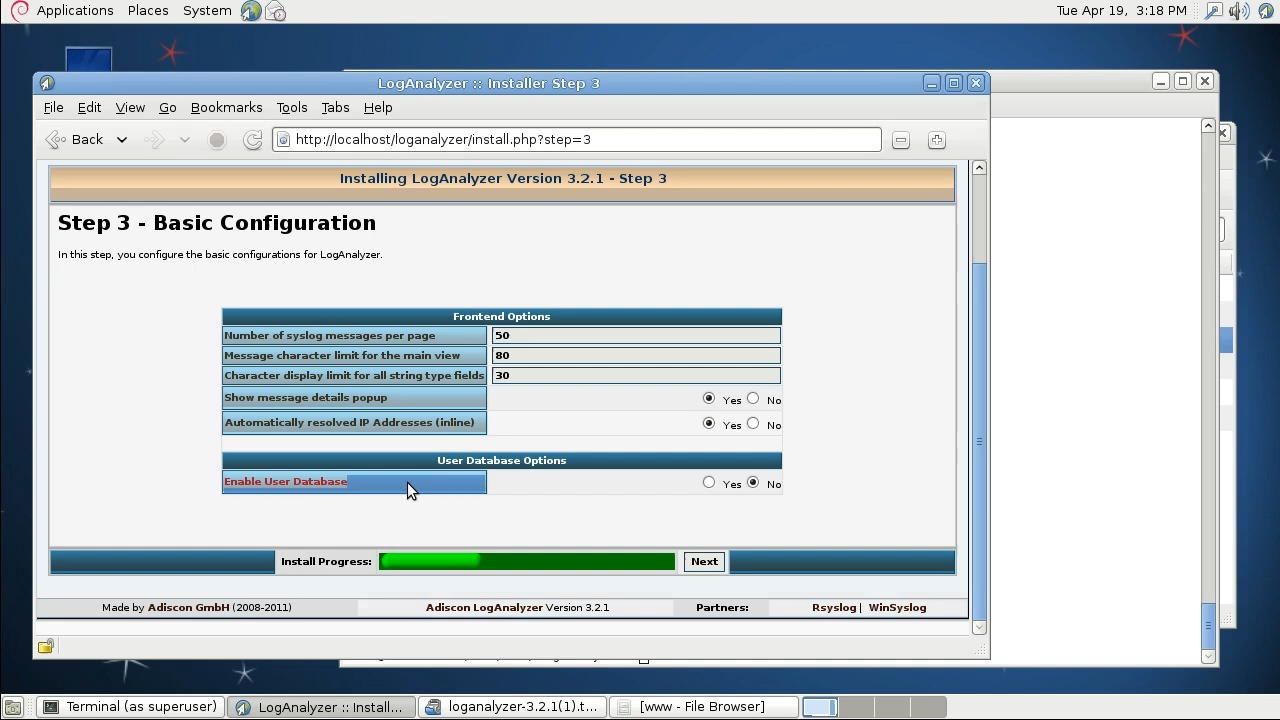 Applications Places System
Tue Apr 19, 3:18 PM
LogAnalyzer :: Installer Step 3
File Edit View Go Bookmarks Tools Tabs Help
Back
http://localhost/loganalyzer/install.php?step=3
Installing LogAnalyzer Version 3.2.1 - Step 3
Step 3 - Basic Configuration
In this step, you configure the basic configurations for LogAnalyzer.
Frontend Options
Number of syslog messages per page 50
Message character limit for the main view 80
Character display limit for all string type fields 30
Show message details popup Yes No
Automatically resolved IP Addresses (inline) Yes No
User Database Options
Enable User Database Yes No
Install Progress: Next
Made by Adiscon GmbH (2008-2011) Adiscon LogAnalyzer Version 3.2.1 Partners: Rsyslog | WinSyslog
Terminal (as superuser) LogAnalyzer :: Install... loganalyzer-3.2.1(1).t... [www - File Browser]